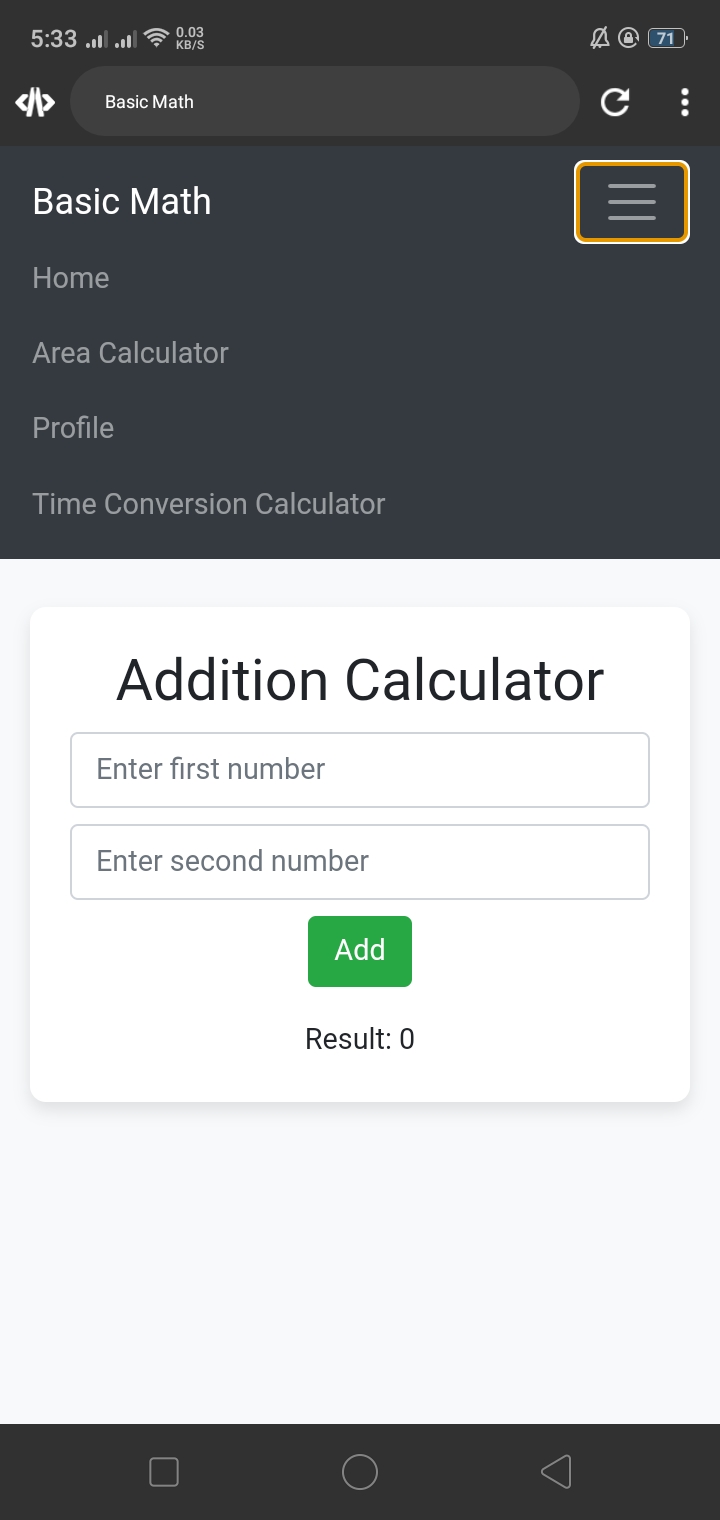 5:33 0.03 KB/S 71
Basic Math
Basic Math
Home
Area Calculator
Profile
Time Conversion Calculator
Addition Calculator
Enter first number
Enter second number
Add
Result: 0